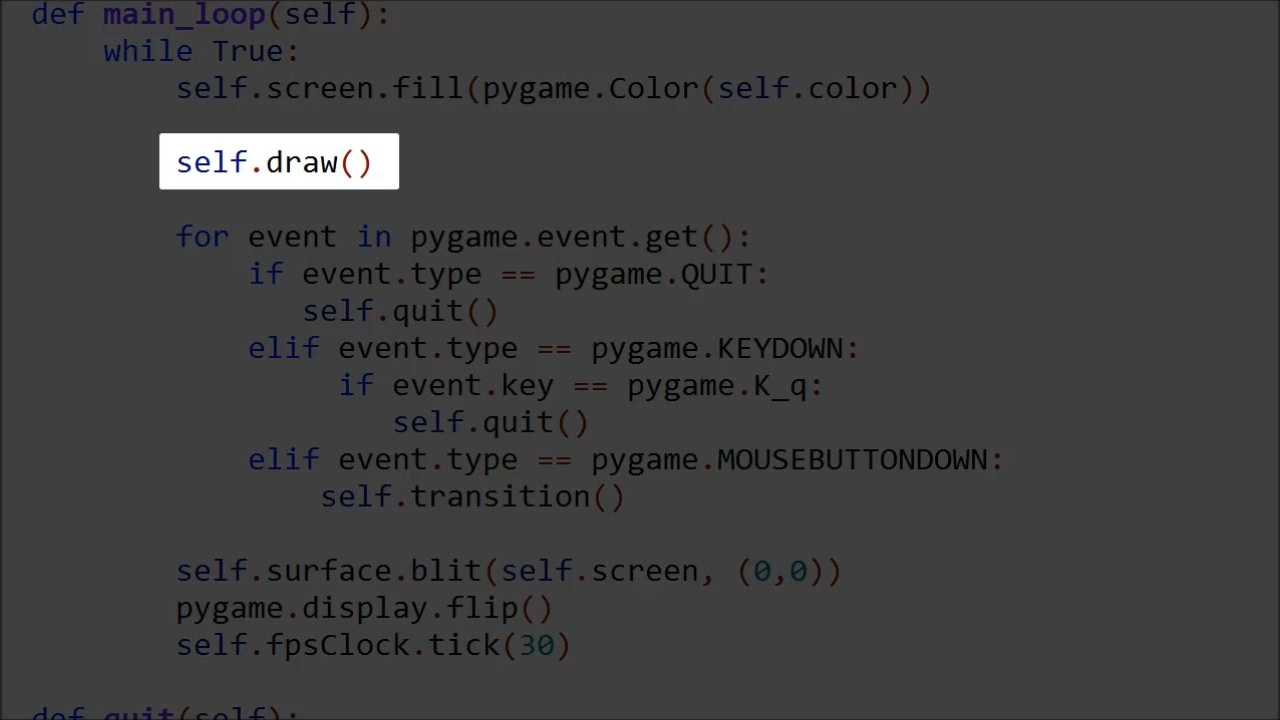 def main_loop(self):
while True:
self.screen.fill(pygame.Color(self.color))
self.draw()
for event in pygame.event.get():
if event.type == pygame.QUIT:
self.quit()
elif event.type == pygame.KEYDOWN:
if event.key == pygame.K_q:
self.quit()
elif event.type == pygame.MOUSEBUTTONDOWN:
self.transition()
self.surface.blit(self.screen, (0,0))
pygame.display.flip()
self.fpsClock.tick(30)
def quit(self):